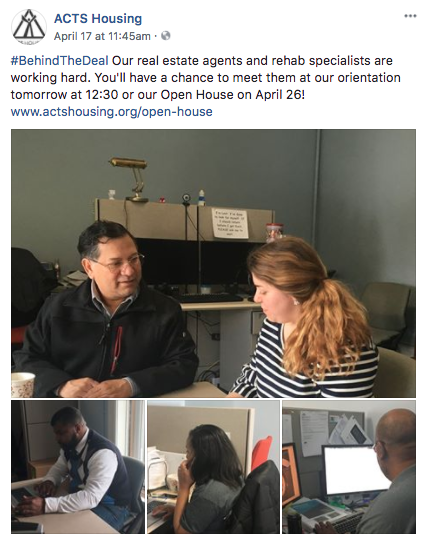 ACTS Housing
April 17 at 11:45am ·
#BehindTheDeal Our real estate agents and rehab specialists are
working hard. You'll have a chance to meet them at our orientation
tomorrow at 12:30 or our Open House on April 26!
www.actshousing.org/open-house